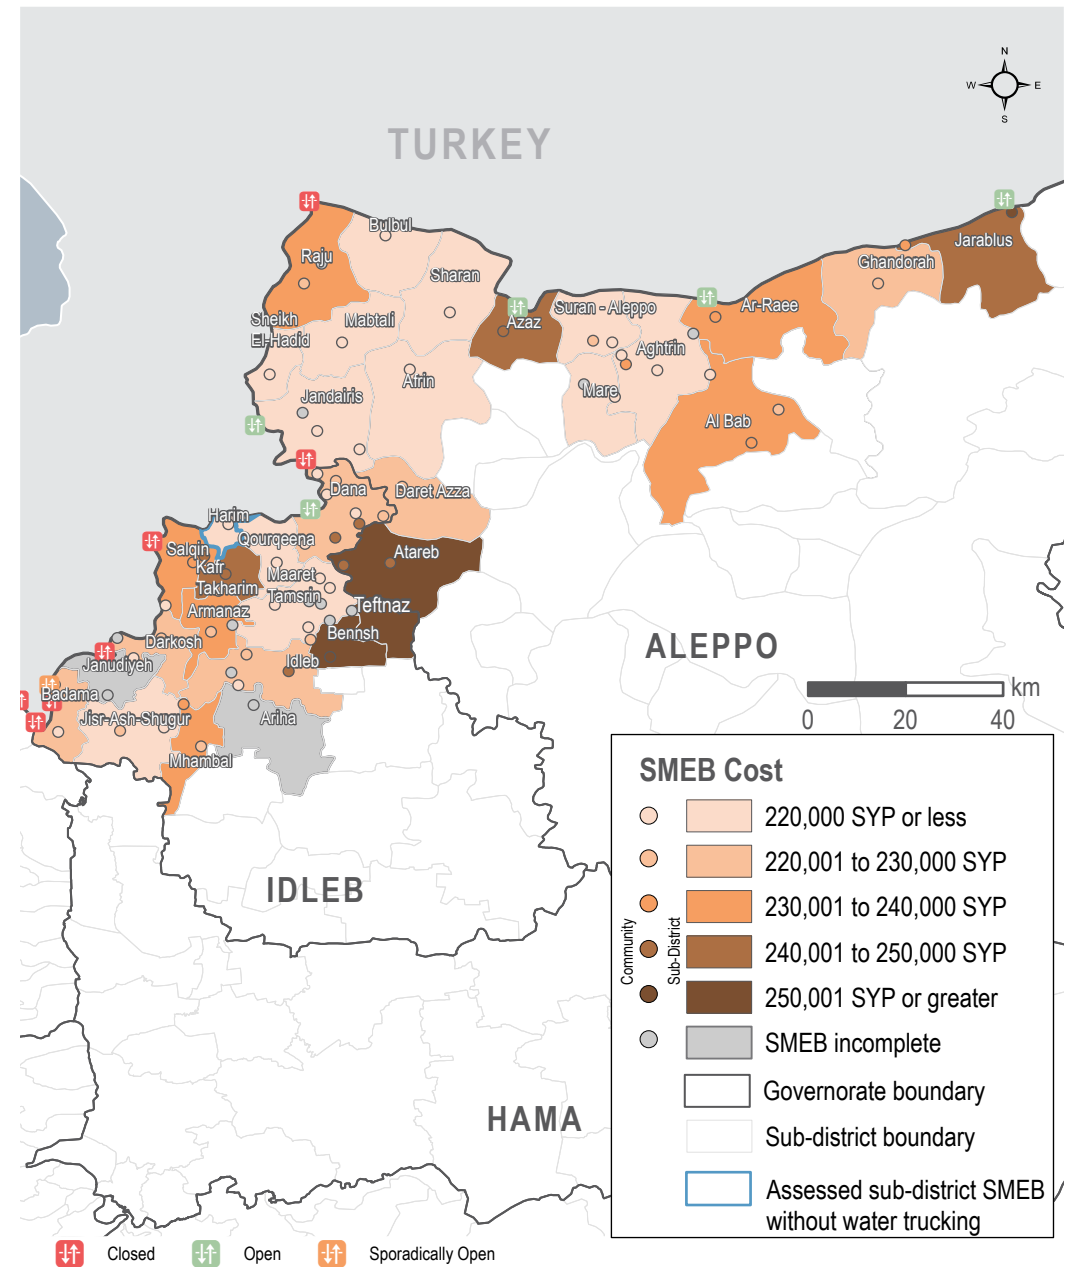 N
W
E
S
TURKEY
Bulbul
Raju
Sharan
Jarablus
Ghandorah
Sheikh
El-Hadid
Mabtali
Azaz
Suran - Aleppo
Ar-Raee
Aghtrin
Afrin
Jandairis
Mare
Al Bab
Dana
Daret Azza
Harim
Qourqeena
Salqin
Kafr
Takharim
Maaret
Tamsrin
Atareb
Armanaz
Teftnaz
Darkosh
Bennsh
Janudiyeh
Idleb
Badama
Jisr-Ash-Shugur
Ariha
Mhambal
ALEPPO
km
0 20 40
IDLEB
HAMA
SMEB Cost
Community
Sub-District
220,000 SYP or less
220,001 to 230,000 SYP
230,001 to 240,000 SYP
240,001 to 250,000 SYP
250,001 SYP or greater
SMEB incomplete
Governorate boundary
Sub-district boundary
Assessed sub-district SMEB
without water trucking
Closed
Open
Sporadically Open